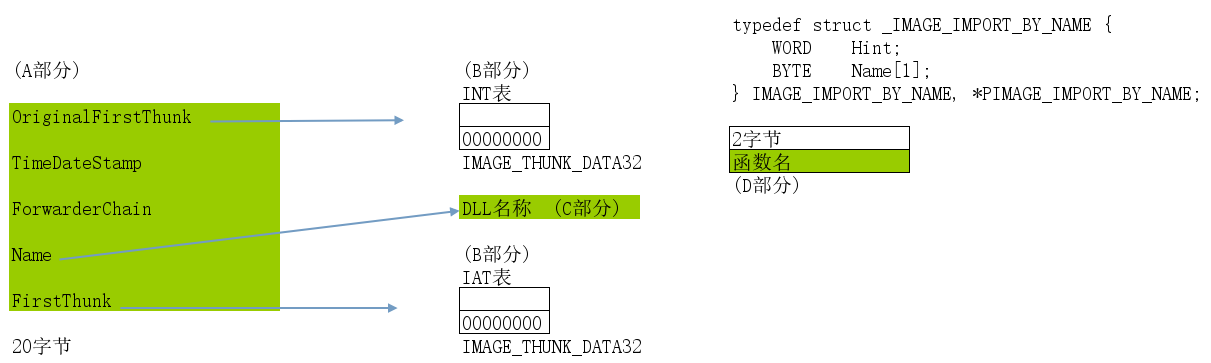 (A部分)
OriginalFirstThunk
TimeDateStamp
ForwarderChain
Name
FirstThunk
20字节
(B部分)
INT表
00000000
IMAGE_THUNK_DATA32
DLL名称 (C部分)
(B部分)
IAT表
00000000
IMAGE_THUNK_DATA32
typedef struct _IMAGE_IMPORT_BY_NAME {
    WORD    Hint;
    BYTE    Name[1];
} IMAGE_IMPORT_BY_NAME, *PIMAGE_IMPORT_BY_NAME;
2字节
函数名
(D部分)